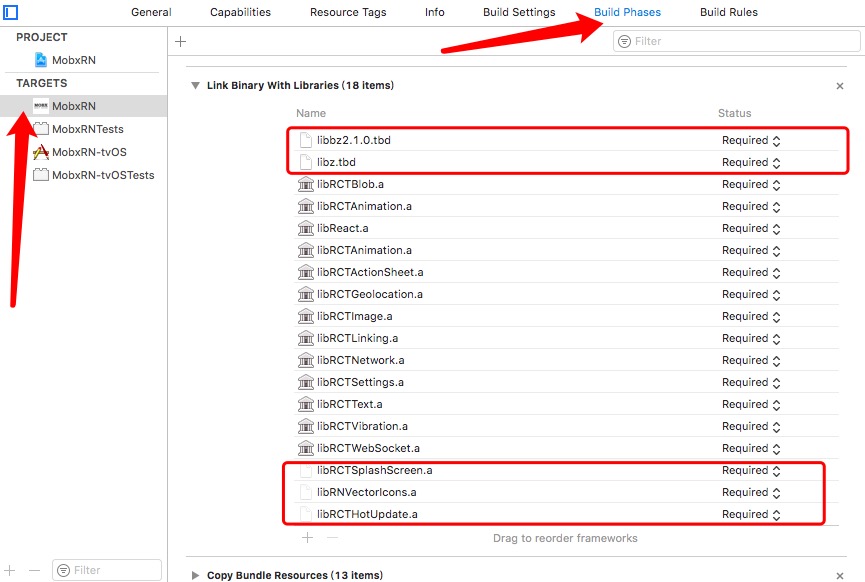 General Capabilities Resource Tags Info Build Settings Build Phases Build Rules
PROJECT
MobxRN
TARGETS
MobxRN
MobxRNTests
MobxRN-tvOS
MobxRN-tvOSTests
Filter
Filter
Link Binary With Libraries (18 items)
Name Status
libbz2.1.0.tbd Required
libz.tbd Required
libRCTBlob.a Required
libRCTAnimation.a Required
libReact.a Required
libRCTAnimation.a Required
libRCTActionSheet.a Required
libRCTGeolocation.a Required
libRCTImage.a Required
libRCTLinking.a Required
libRCTNetwork.a Required
libRCTSettings.a Required
libRCTText.a Required
libRCTVibration.a Required
libRCTWebSocket.a Required
libRCTSplashScreen.a Required
libRNVectorIcons.a Required
libRCTHotUpdate.a Required
Drag to reorder frameworks
Copy Bundle Resources (13 items)